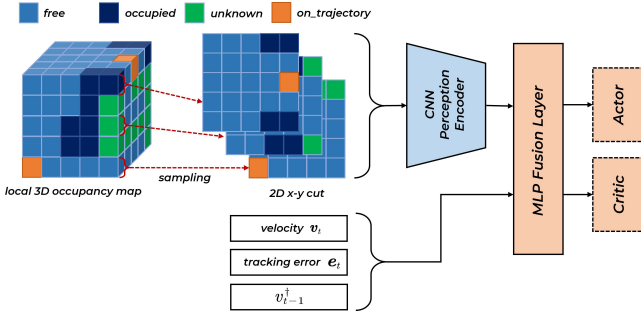 free
occupied
unknown
on_trajectory
local 3D occupancy map
sampling
2D x-y cut
CNN
Perception
Encoder
MLP Fusion Layer
Actor
Critic
velocity v_t
tracking error e_t
v_{t-1}^†